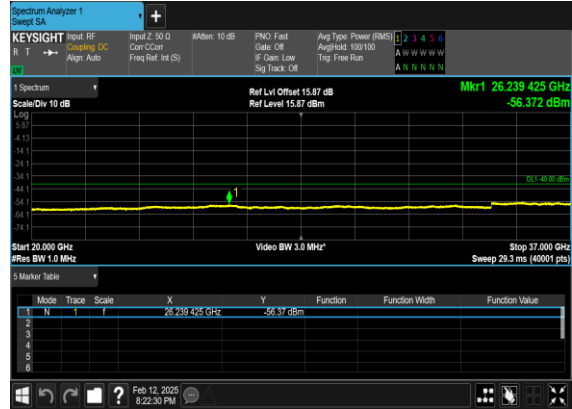 Spectrum Analyzer 1
Swept SA
+
KEYSIGHT Input: RF Input Z: 50 Ω #Atten: 10 dB PNO: Fast Avg Type: Power (RMS) 1 2 3 4 5 6
R T Coupling: DC Corr CCorr Gate: Off Avg|Hold: 100/100 A W W W W W
Align: Auto Freq Ref: Int (S) IF Gain: Low Trig: Free Run
LXI Sig Track: Off A N N N N N
1 Spectrum Ref Lvl Offset 15.87 dB Mkr1 26.239 425 GHz
Scale/Div 10 dB Ref Level 15.87 dBm -56.372 dBm
Log
5.87
-4.13
-14.1
-24.1
-34.1 DL1 -40.00 dBm
-44.1 1
-54.1
-64.1
-74.1
Start 20.000 GHz Video BW 3.0 MHz* Stop 37.000 GHz
#Res BW 1.0 MHz Sweep 29.3 ms (40001 pts)
5 Marker Table
Mode Trace Scale X Y Function Function Width Function Value
1 N 1 f 26.239 425 GHz -56.37 dBm
2
3
4
5
6
? Feb 12, 2025
8:22:30 PM